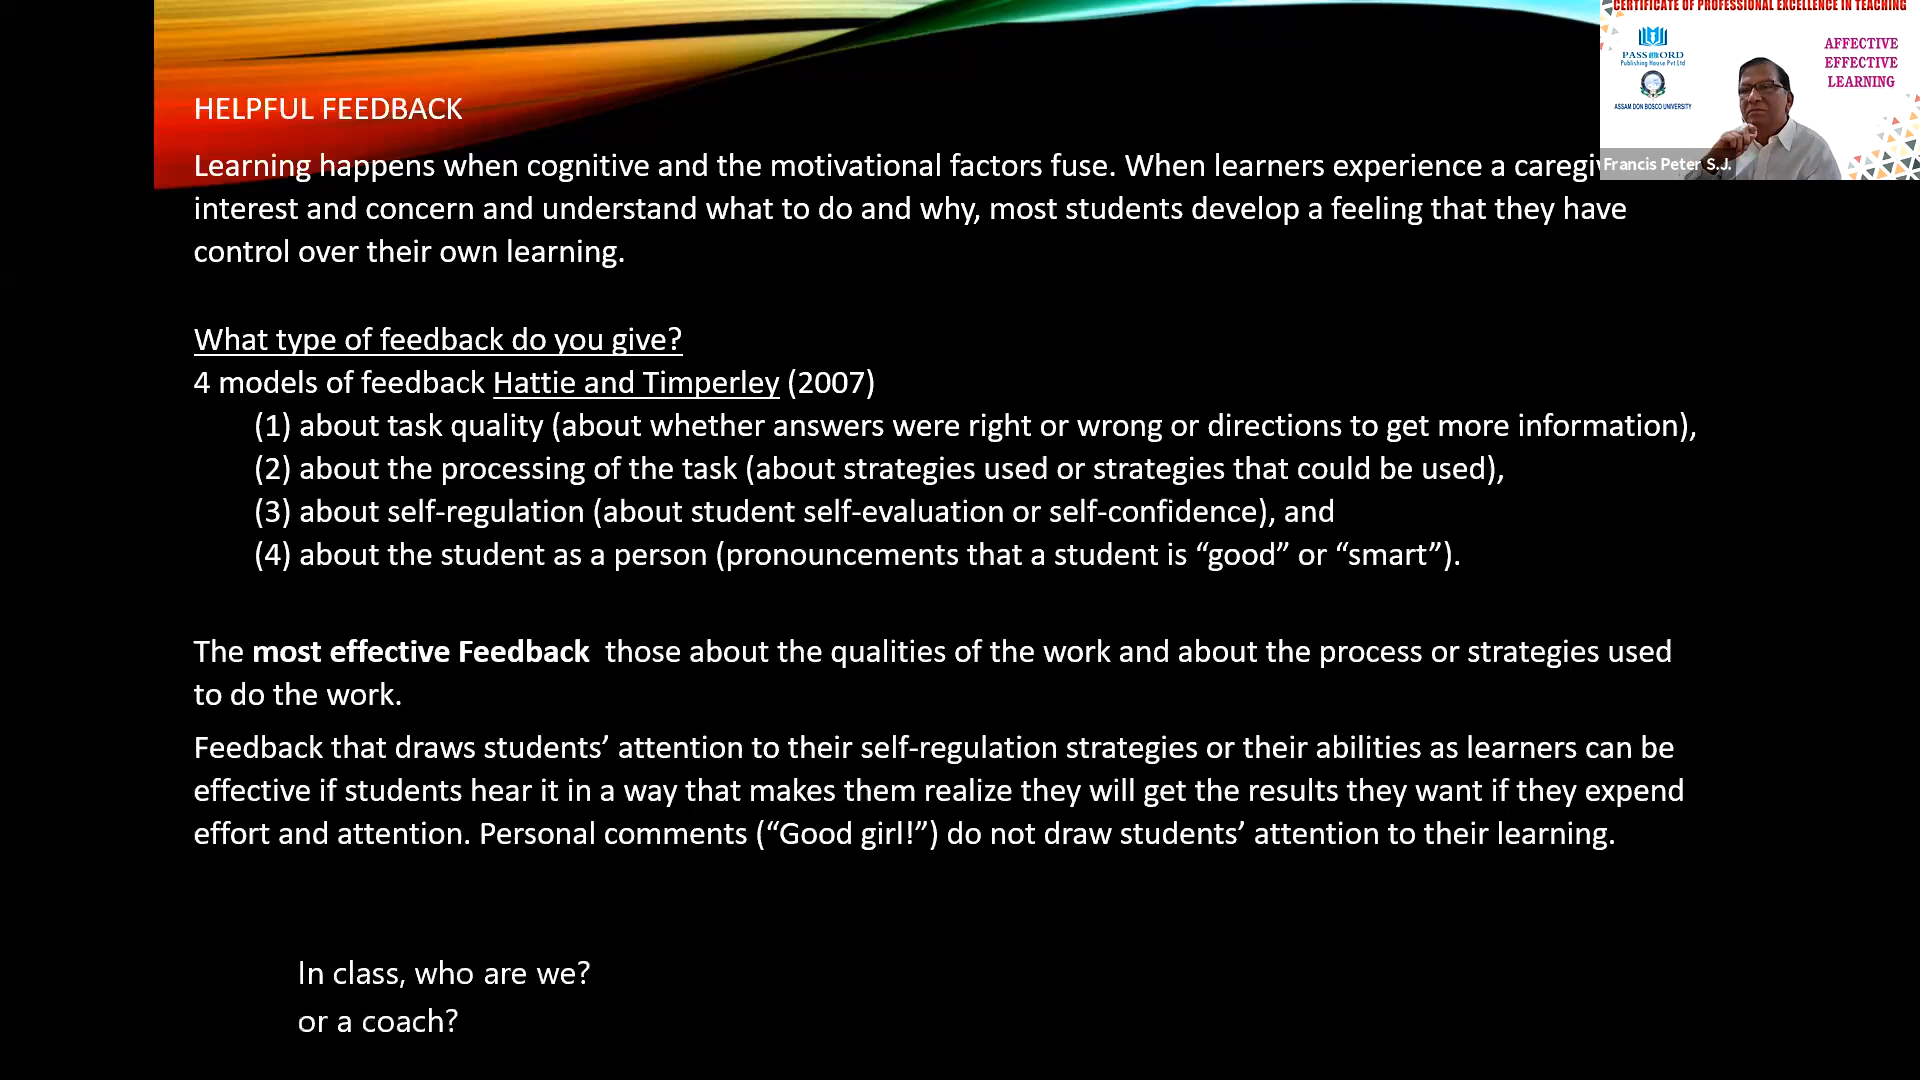 HELPFUL FEEDBACK
Learning happens when cognitive and the motivational factors fuse. When learners experience a
interest and concern and understand what to do and why, most students develop a feeling that they have
control over their own learning.
What type of feedback do you give?
4 models of feedback Hattie and Timperley (2007)
(1) about task quality (about whether answers were right or wrong or directions to get more information),
(2) about the processing of the task (about strategies used or strategies that could be used),
(3) about self-regulation (about student self-evaluation or self-confidence), and
(4) about the student as a person (pronouncements that a student is “good” or “smart”).
The most effective Feedback those about the qualities of the work and about the process or strategies used
to do the work.
Feedback that draws students’ attention to their self-regulation strategies or their abilities as learners can be
effective if students hear it in a way that makes them realize they will get the results they want if they expend
effort and attention. Personal comments (“Good girl!”) do not draw students’ attention to their learning.
In class, who are we?
or a coach?
CERTIFICATE OF PROFESSIONAL EXCELLENCE IN TEACHING
PASSWORD
Publishing House Pvt Ltd
ASSAM DON BOSCO UNIVERSITY
AFFECTIVE
EFFECTIVE
LEARNING
Francis Peter S.J.